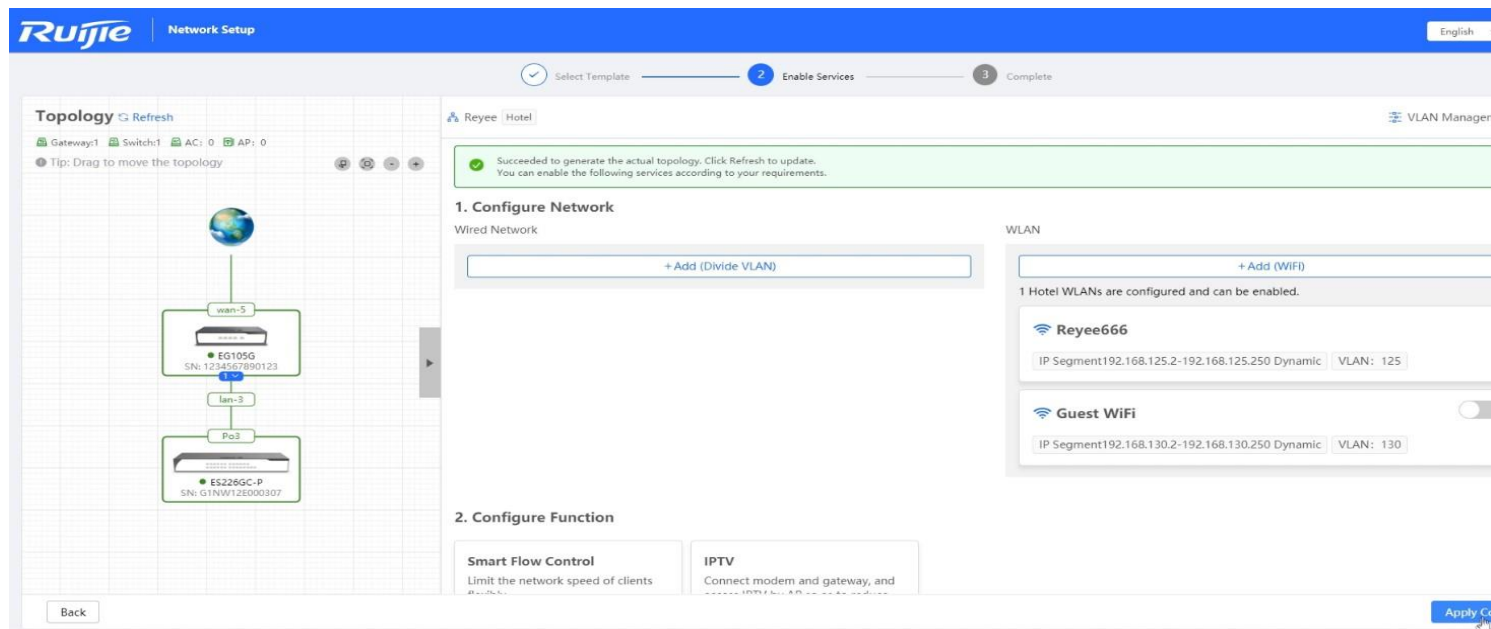 Ruijie
Network Setup
English
Select Template
2
Enable Services
3
Complete
Topology
Refresh
Gateway:1 Switch:1 AC: 0 AP: 0
Tip: Drag to move the topology
wan-5
EG105G
SN: 1234567890123
1
lan-3
Po3
ES226GC-P
SN: G1NW12E000307
Reyee Hotel
VLAN Manager
Succeeded to generate the actual topology. Click Refresh to update.
You can enable the following services according to your requirements.
1. Configure Network
Wired Network
+Add (Divide VLAN)
WLAN
+Add (WiFi)
1 Hotel WLANs are configured and can be enabled.
Reyee666
IP Segment192.168.125.2-192.168.125.250 Dynamic
VLAN: 125
Guest WiFi
IP Segment192.168.130.2-192.168.130.250 Dynamic
VLAN: 130
2. Configure Function
Smart Flow Control
Limit the network speed of clients
IPTV
Connect modem and gateway, and
Back
Apply